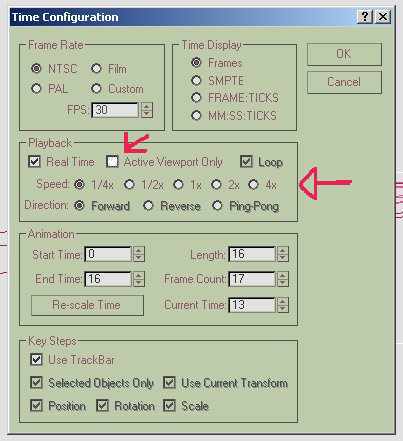 Time Configuration
Frame Rate
NTSC Film
PAL Custom
FPS: 30
Time Display
Frames
SMPTE
FRAME:TICKS
MM:SS:TICKS
OK
Cancel
Playback
Real Time Active Viewport Only Loop
Speed: 1/4x 1/2x 1x 2x 4x
Direction: Forward Reverse Ping-Pong
Animation
Start Time: 0 Length: 16
End Time: 16 Frame Count: 17
Re-scale Time Current Time: 13
Key Steps
Use TrackBar
Selected Objects Only Use Current Transform
Position Rotation Scale